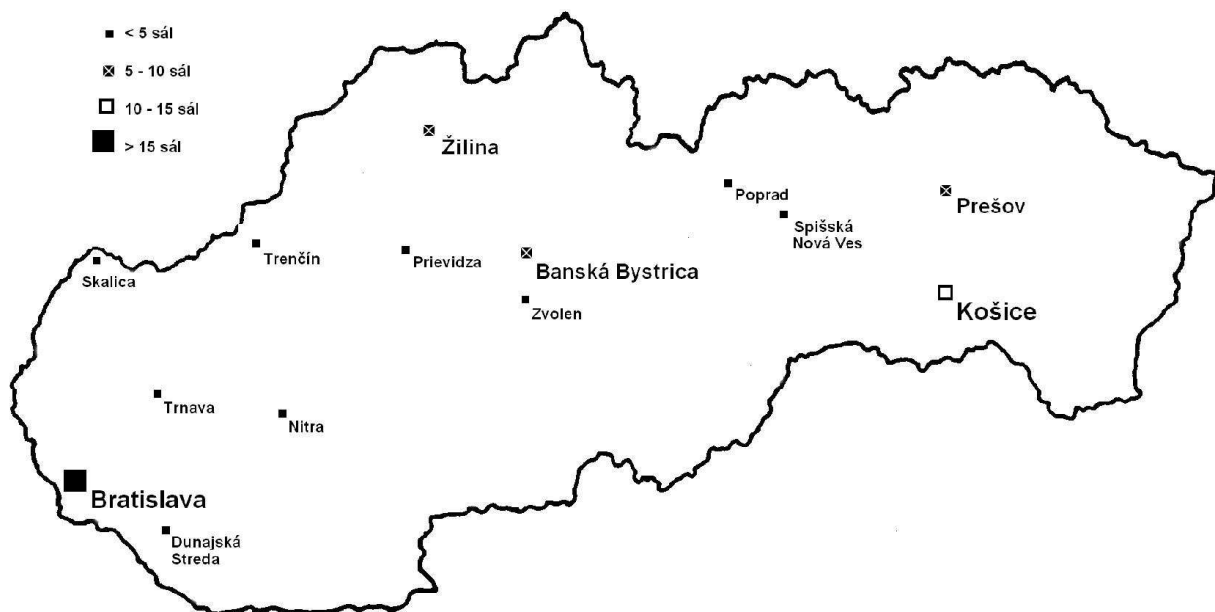 < 5 sál
5 - 10 sál
10 - 15 sál
> 15 sál
Žilina
Poprad
Prešov
Spišská
Nová Ves
Trenčín
Prievidza
Banská Bystrica
Skalica
Zvolen
Košice
Trnava
Nitra
Bratislava
Dunajská
Streda